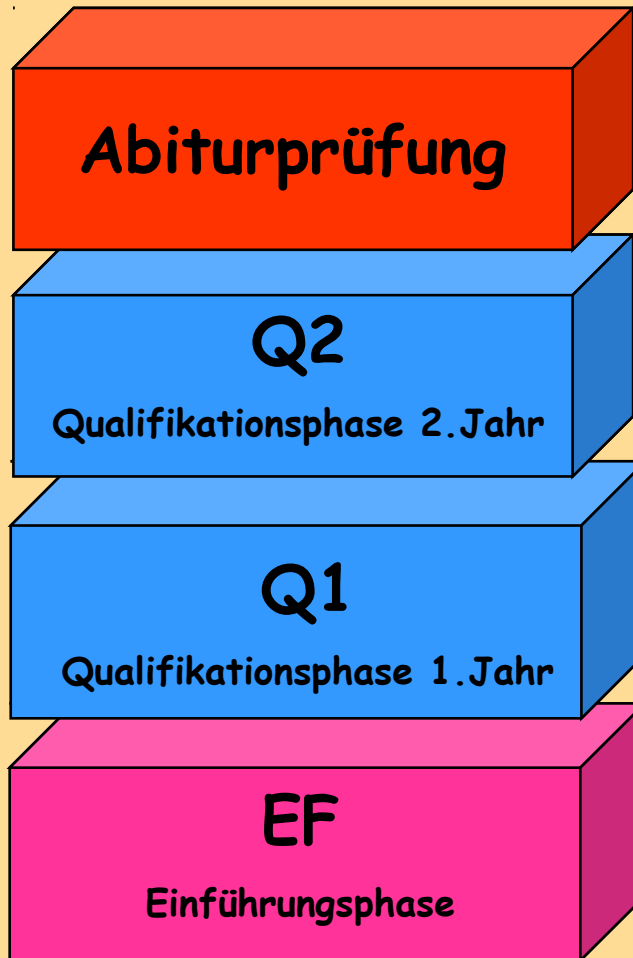 Abiturprüfung
Q2
Qualifikationsphase 2.Jahr
Q1
Qualifikationsphase 1.Jahr
EF
Einführungsphase